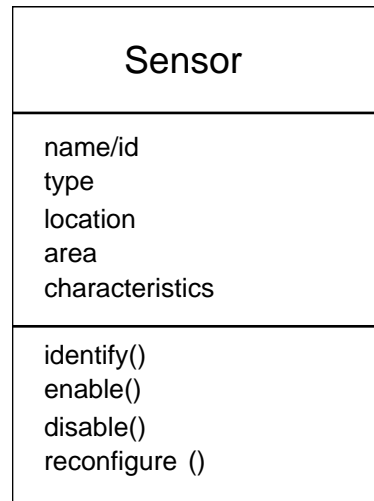 Sensor
name/id
type
location
area
characteristics
identify()
enable()
disable()
reconfigure ()